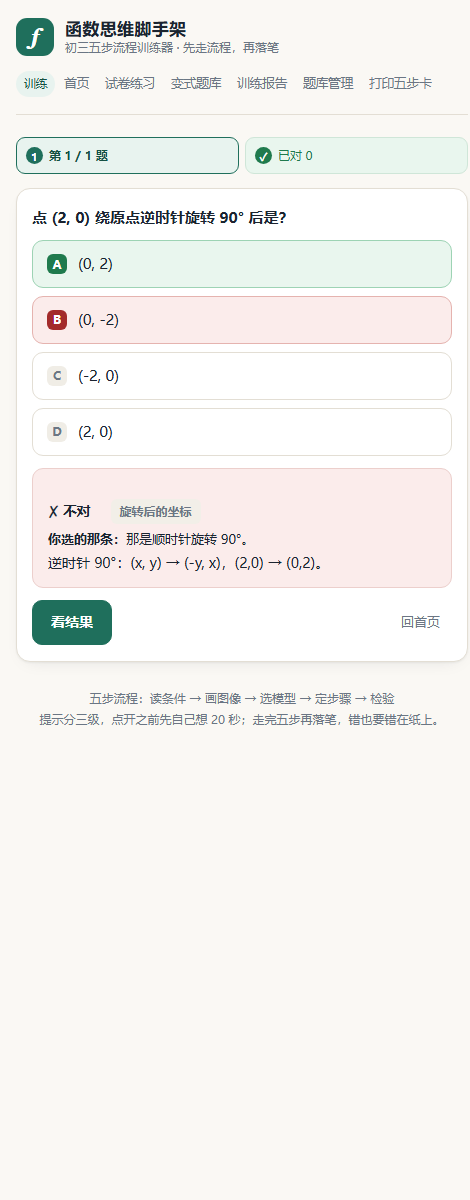 f
函数思维脚手架
初三五步流程训练器 · 先走流程，再落笔
训练 首页 试卷练习 变式题库 训练报告 题库管理 打印五步卡
1 第 1 / 1 题 ✓ 已对 0
点 (2, 0) 绕原点逆时针旋转 90° 后是?
A (0, 2)
B (0, -2)
C (-2, 0)
D (2, 0)
✗ 不对 旋转后的坐标
你选的那条：那是顺时针旋转 90°。
逆时针 90°：(x, y) → (-y, x)，(2,0) → (0,2)。
看结果 回首页
五步流程：读条件 → 画图像 → 选模型 → 定步骤 → 检验
提示分三级，点开之前先自己想 20 秒；走完五步再落笔，错也要错在纸上。